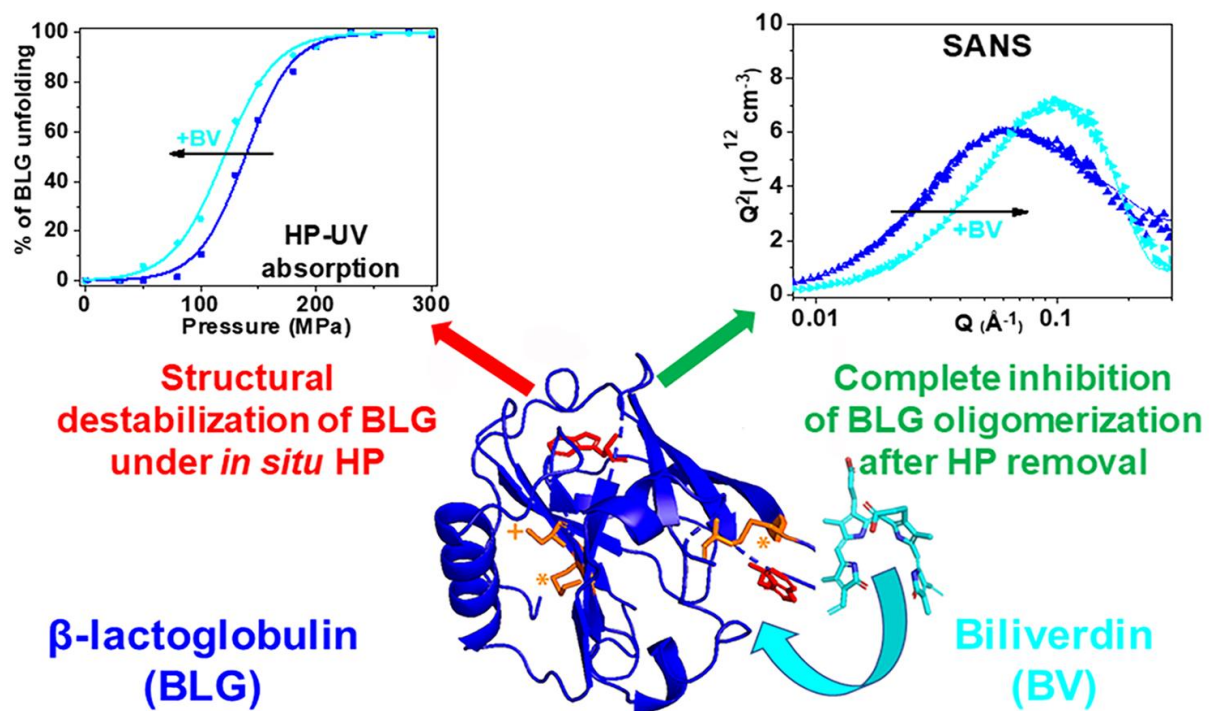 100
80
60
40
20
0
% of BLG unfolding
+BV
HP-UV
absorption
0
100
200
300
Pressure (MPa)
10
8
6
4
2
0
Q²I (10¹² cm⁻³)
SANS
+BV
0.01
0.1
Q (Å⁻¹)
Structural
destabilization of BLG
under in situ HP
Complete inhibition
of BLG oligomerization
after HP removal
+
*
*
β-lactoglobulin
(BLG)
Biliverdin
(BV)